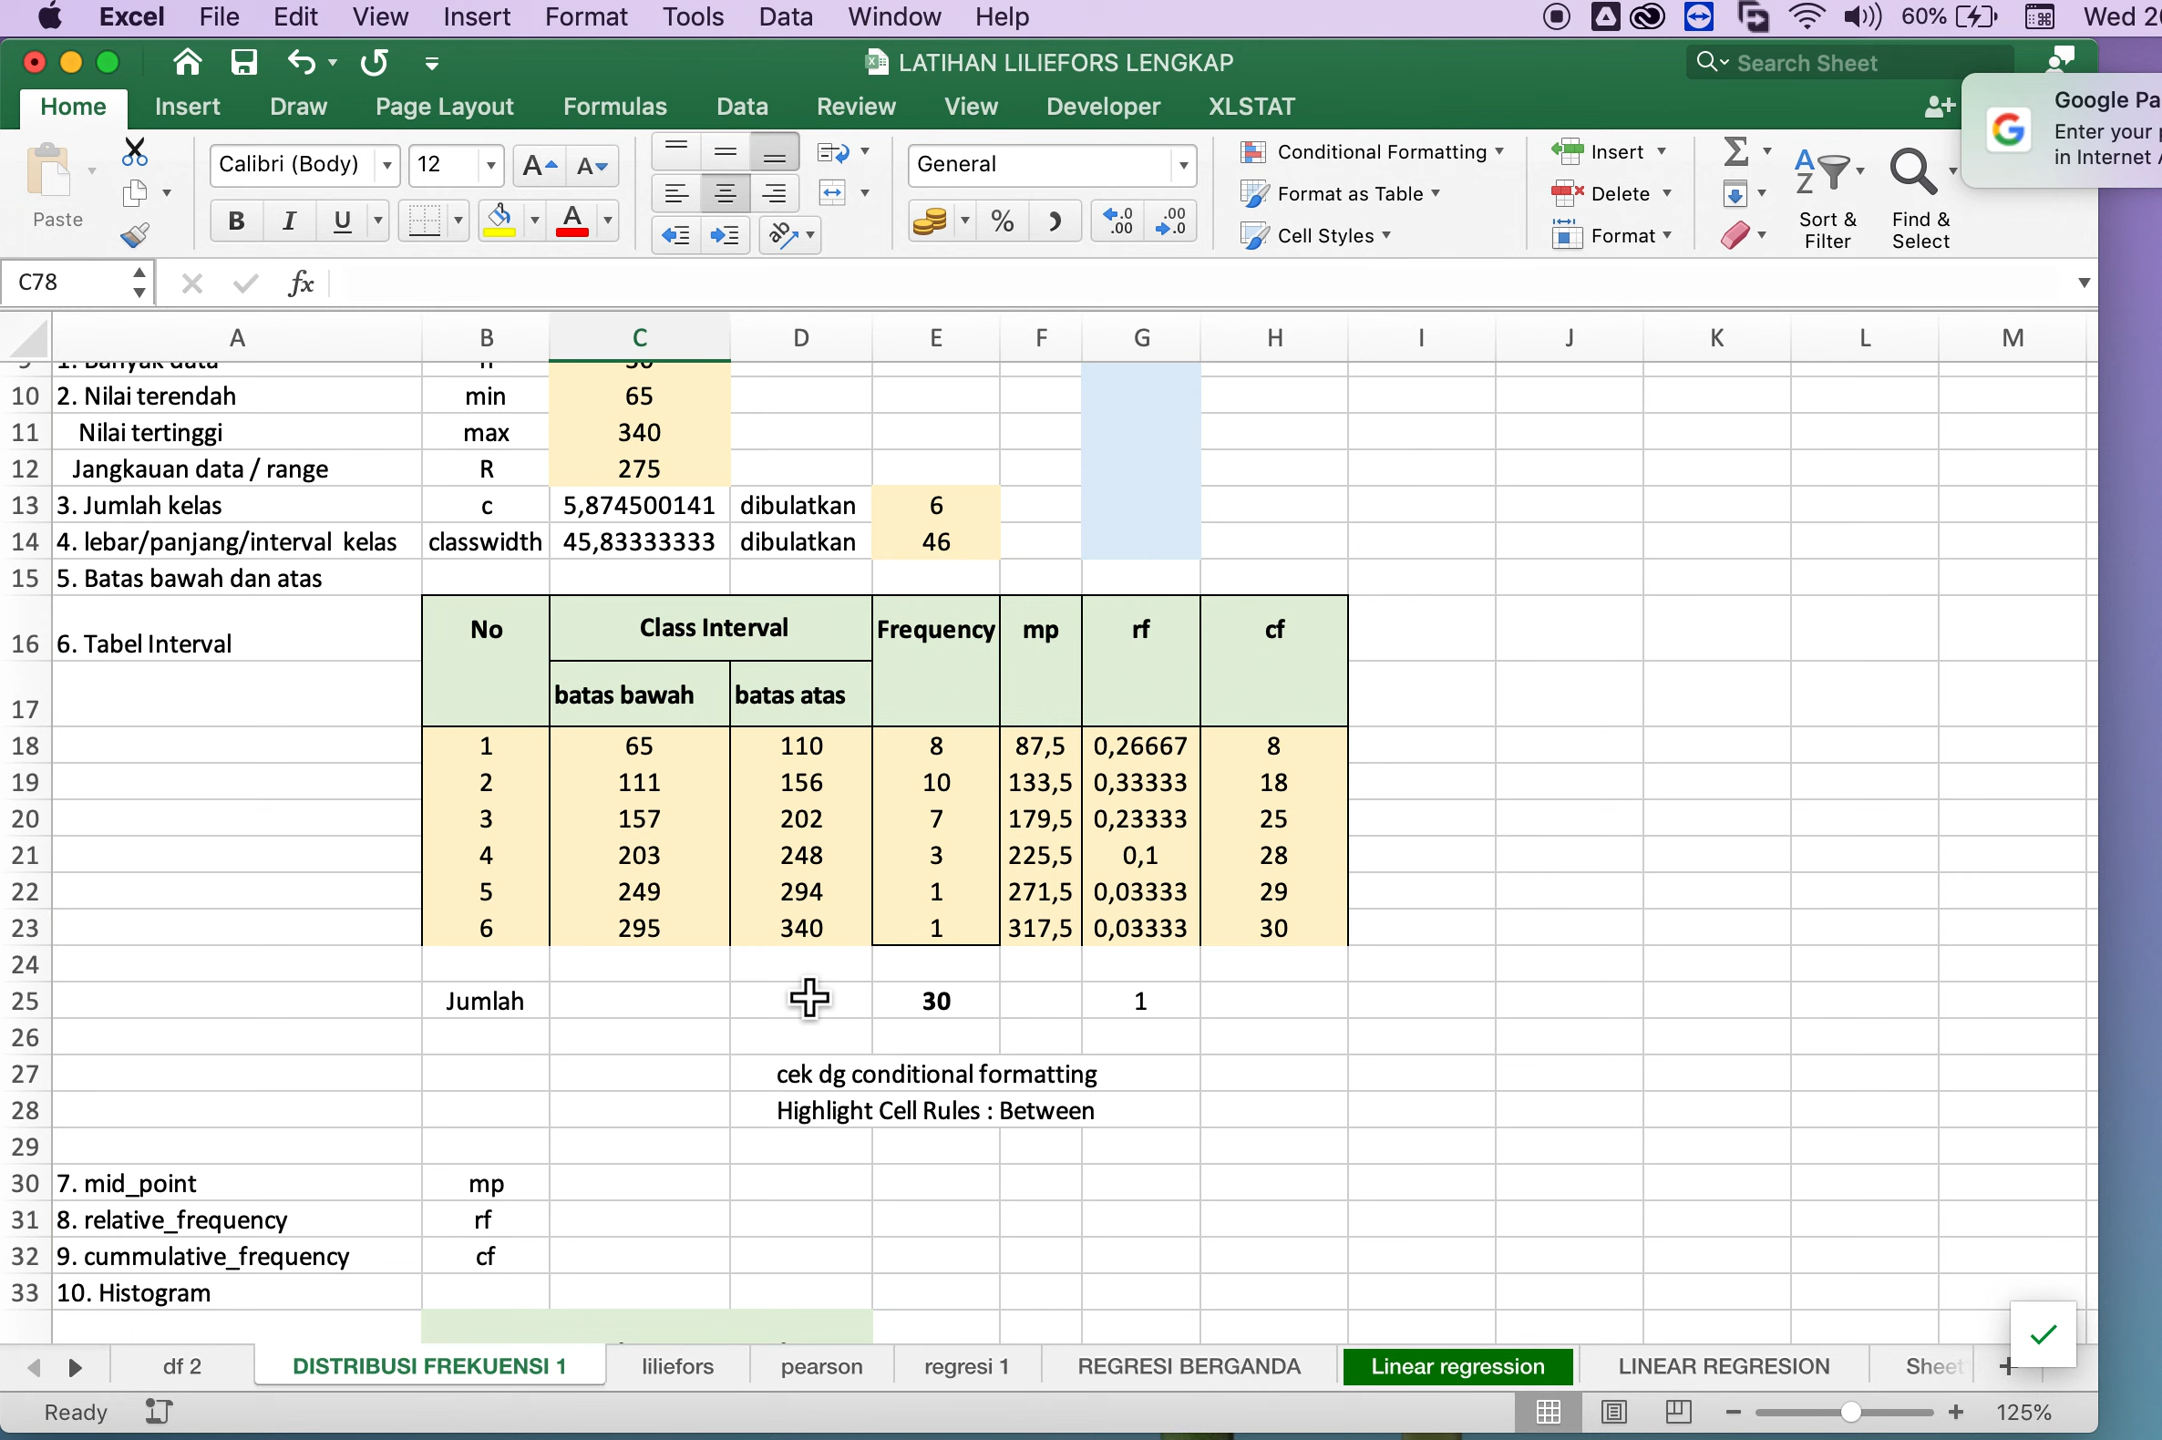 Excel File Edit View Insert Format Tools Data Window Help 60% Wed
LATIHAN LILIEFORS LENGKAP
Search Sheet
Home Insert Draw Page Layout Formulas Data Review View Developer XLSTAT
Google
Enter your
in Internet
Paste
Calibri (Body) 12
General
Conditional Formatting
Format as Table
Cell Styles
Insert
Delete
Format
Sort & Filter
Find & Select
C78
fx
A B C D E F G H I J K L M
9 1. Banyak data n 30
10 2. Nilai terendah min 65
11 Nilai tertinggi max 340
12 Jangkauan data / range R 275
13 3. Jumlah kelas c 5,874500141 dibulatkan 6
14 4. lebar/panjang/interval kelas classwidth 45,83333333 dibulatkan 46
15 5. Batas bawah dan atas
16 6. Tabel Interval No Class Interval Frequency mp rf cf
17 batas bawah batas atas
18 1 65 110 8 87,5 0,26667 8
19 2 111 156 10 133,5 0,33333 18
20 3 157 202 7 179,5 0,23333 25
21 4 203 248 3 225,5 0,1 28
22 5 249 294 1 271,5 0,03333 29
23 6 295 340 1 317,5 0,03333 30
24
25 Jumlah 30 1
26
27 cek dg conditional formatting
28 Highlight Cell Rules : Between
29
30 7. mid_point mp
31 8. relative_frequency rf
32 9. cummulative_frequency cf
33 10. Histogram
df 2 DISTRIBUSI FREKUENSI 1 liliefors pearson regresi 1 REGRESI BERGANDA Linear regression LINEAR REGRESION Sheet
Ready 125%